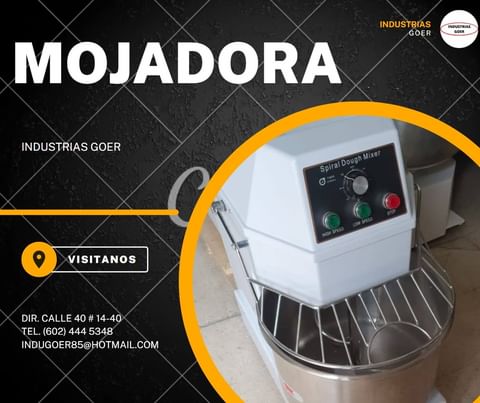 INDUSTRIAS
GOER
INDUSTRIAS
GOER
MOJADORA
INDUSTRIAS GOER
Spiral Dough Mixer
HIGH SPEED
LOW SPEED
STOP
VISITANOS
DIR. CALLE 40 # 14-40
TEL. (602) 444 5348
INDUGOER85@HOTMAIL.COM